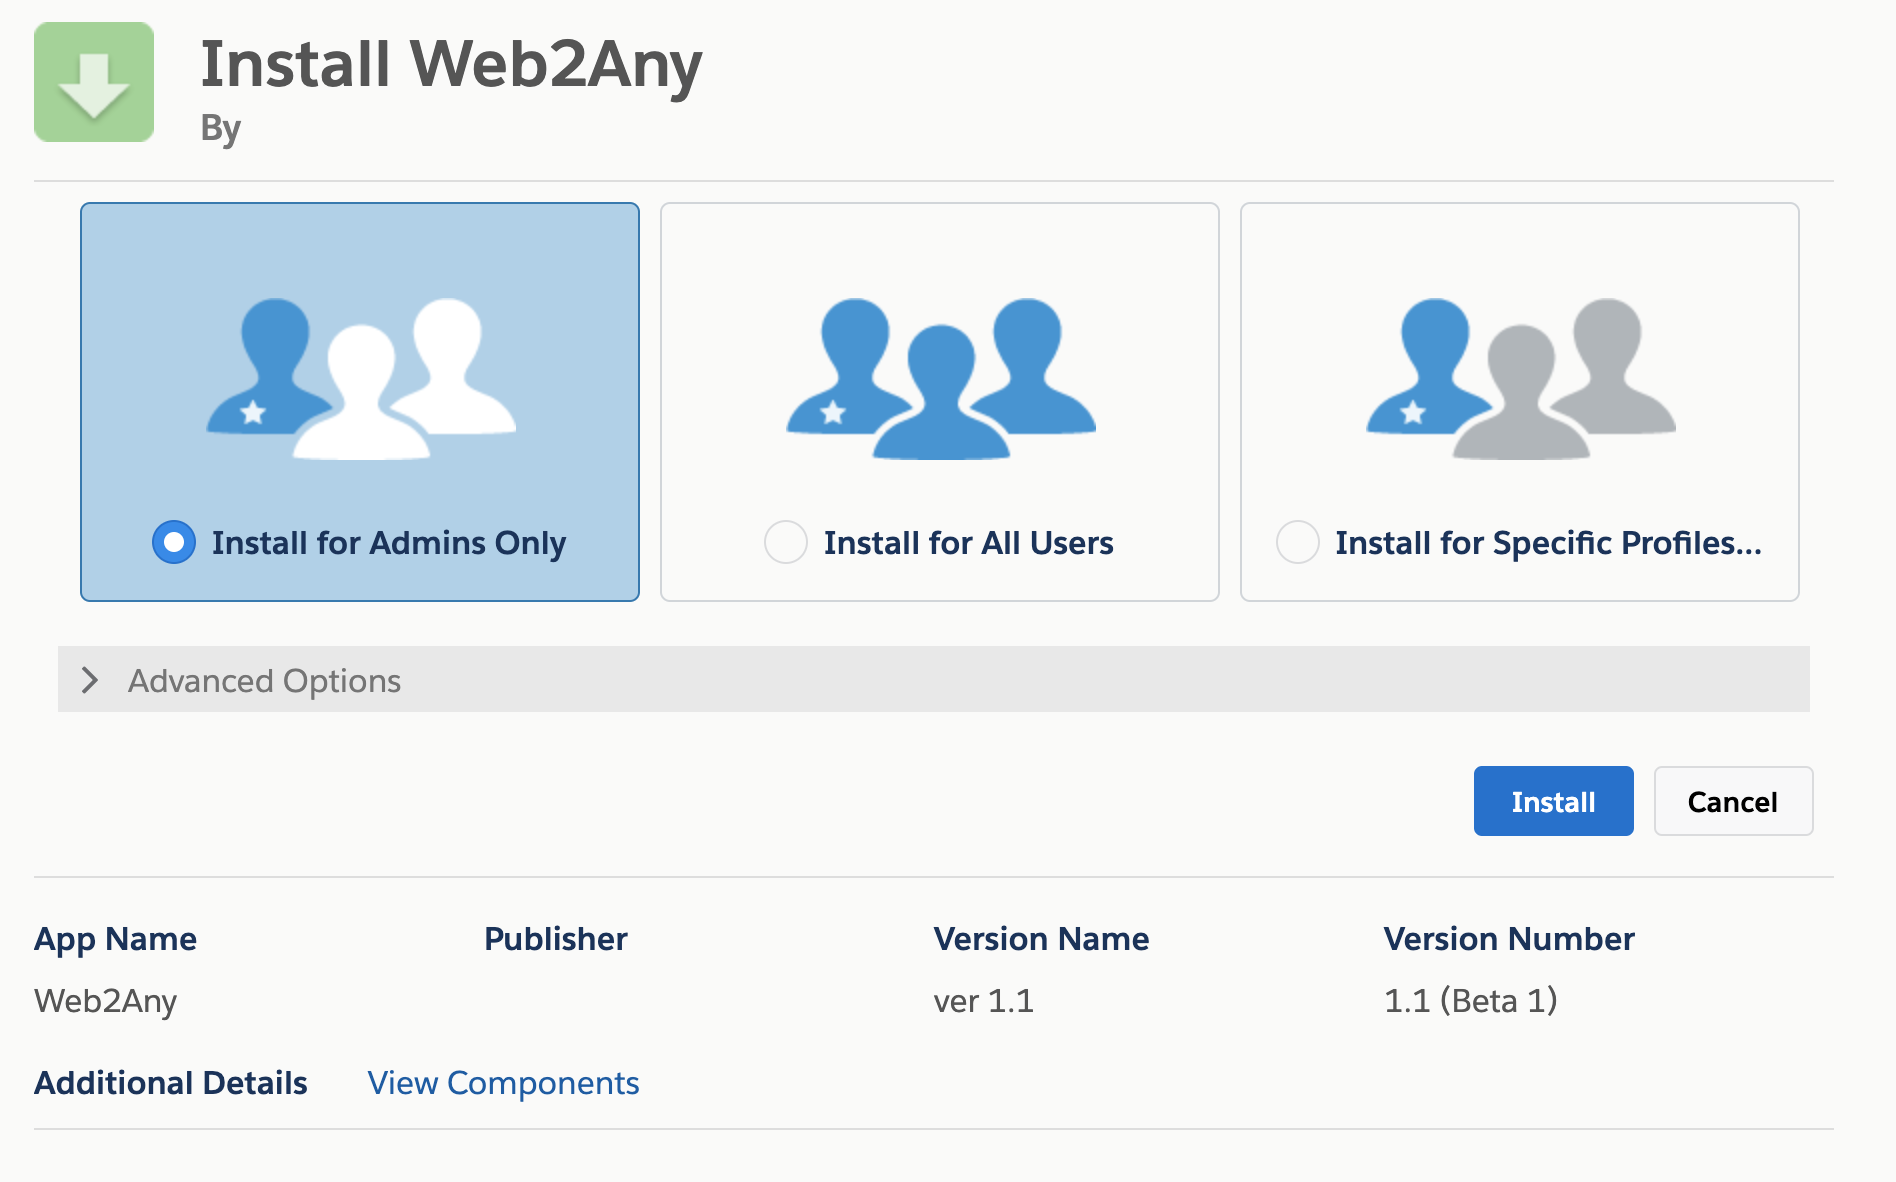 Install Web2Any
By
Install for Admins Only
Install for All Users
Install for Specific Profiles...
Advanced Options
Install
Cancel
App Name
Publisher
Version Name
Version Number
Web2Any
ver 1.1
1.1 (Beta 1)
Additional Details
View Components